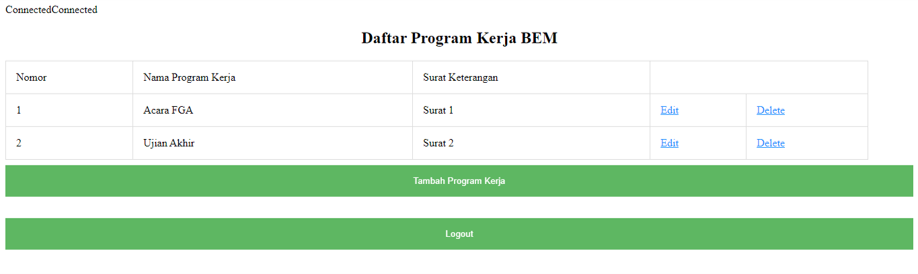 ConnectedConnected
Daftar Program Kerja BEM
Nomor Nama Program Kerja Surat Keterangan
1 Acara FGA Surat 1 Edit Delete
2 Ujian Akhir Surat 2 Edit Delete
Tambah Program Kerja
Logout